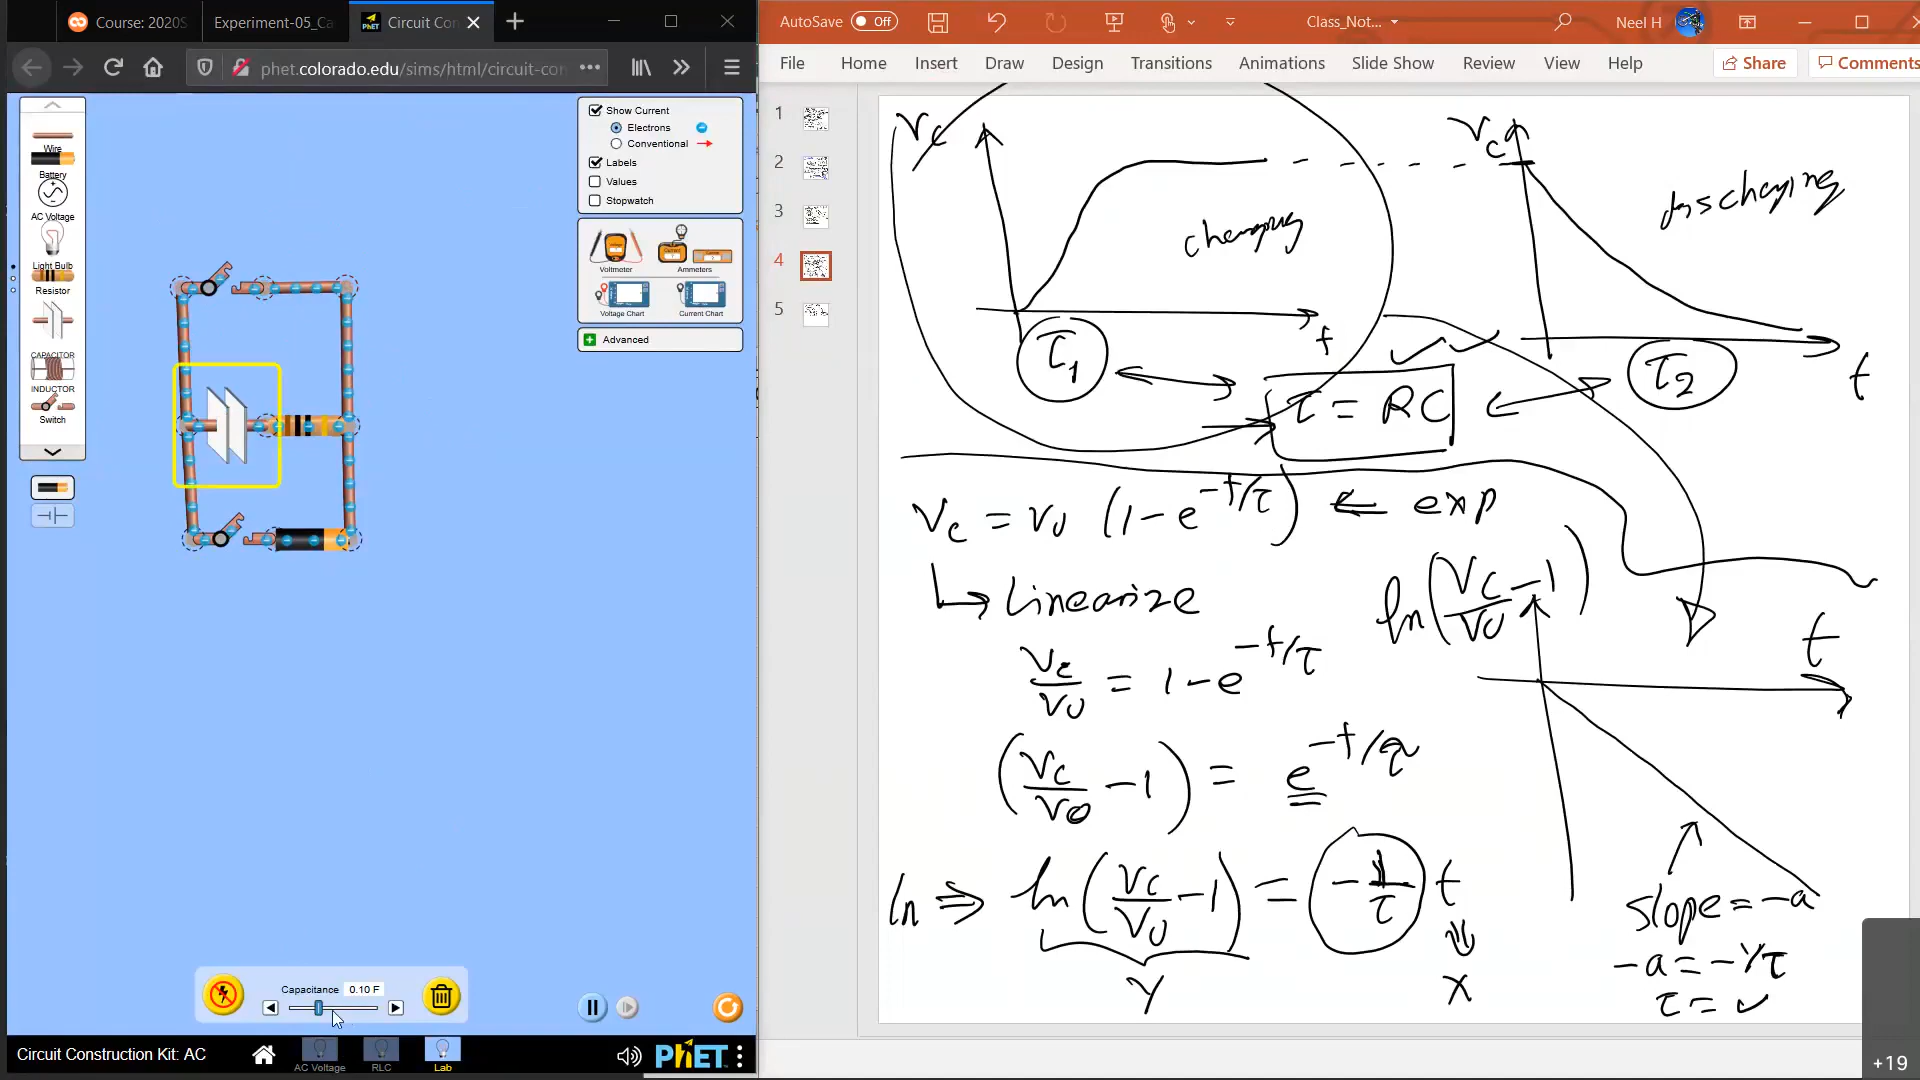 Course: 2020S
Experiment-05_Ca
Circuit Con
phet.colorado.edu/sims/html/circuit-con
Wire
Battery
AC Voltage
Light Bulb
Resistor
CAPACITOR
INDUCTOR
Switch
Show Current
Electrons
Conventional
Labels
Values
Stopwatch
Voltmeter
Ammeters
Voltage Chart
Current Chart
Advanced
Capacitance 0.10 F
Circuit Construction Kit: AC
AC Voltage
RLC
Lab
PhET
AutoSave Off
Class_Not...
Neel H
File Home Insert Draw Design Transitions Animations Slide Show Review View Help Share Comments
1
2
3
4
5
Vc
charging
t
τ1
Vc
discharging
t
τ2
τ = RC
Vc = V0 (1 - e^-t/τ) ⇐ exp
↳ Linearize
Vc/V0 = 1 - e^-t/τ
(Vc/V0 - 1) = e^-t/τ
ln ⇒ ln(Vc/V0 - 1) = -1/τ t
Y
X
ln(Vc/V0 - 1)
t
slope = -a
-a = -1/τ
τ = ✓
+19